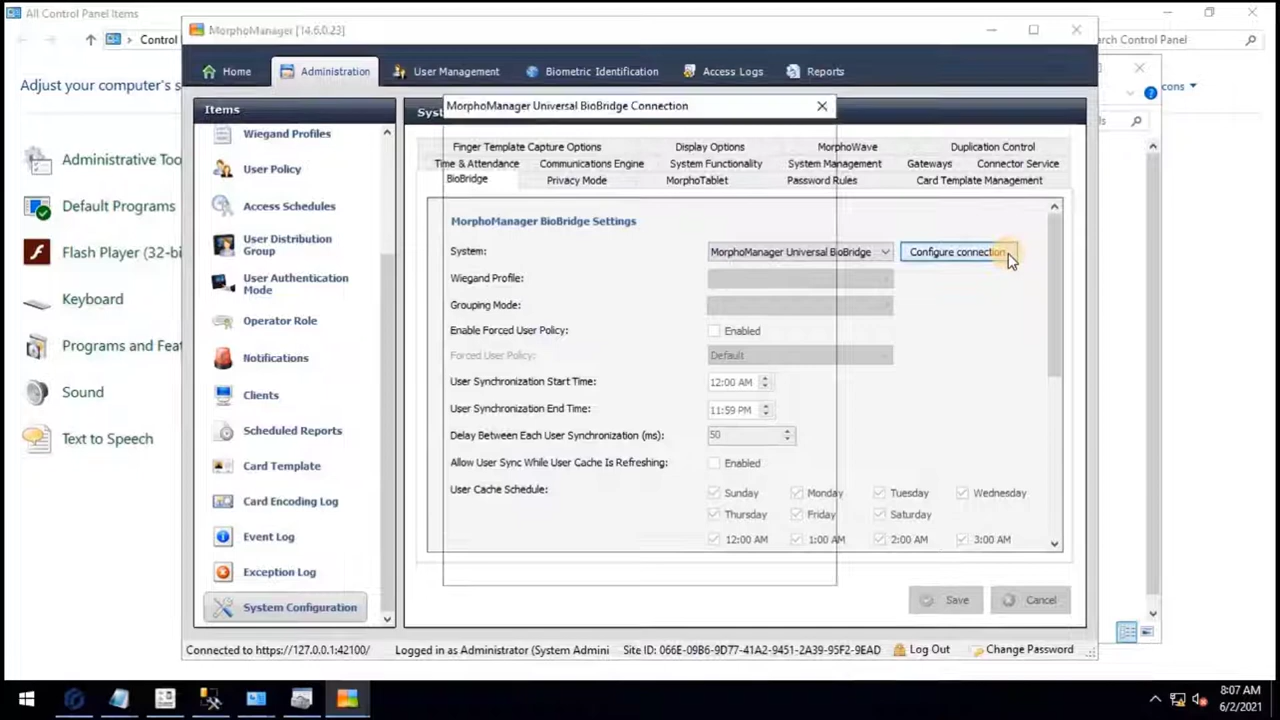 All Control Panel Items
MorphoManager [14.6.0.23]
Control
arch Control Panel
Home
Administration
User Management
Biometric Identification
Access Logs
Reports
Adjust your computer's s
cons
Items
Syst
MorphoManager Universal BioBridge Connection
Wiegand Profiles
User Policy
Access Schedules
User Distribution
Group
User Authentication
Mode
Operator Role
Notifications
Clients
Scheduled Reports
Card Template
Card Encoding Log
Event Log
Exception Log
System Configuration
Administrative Too
Default Programs
Flash Player (32-bi
Keyboard
Programs and Feat
Sound
Text to Speech
Finger Template Capture Options
Display Options
MorphoWave
Duplication Control
Time & Attendance
Communications Engine
System Functionality
System Management
Gateways
Connector Service
BioBridge
Privacy Mode
MorphoTablet
Password Rules
Card Template Management
MorphoManager BioBridge Settings
System:
MorphoManager Universal BioBridge
Configure connection
Wiegand Profile:
Grouping Mode:
Enable Forced User Policy:
Enabled
Forced User Policy:
Default
User Synchronization Start Time:
12:00 AM
User Synchronization End Time:
11:59 PM
Delay Between Each User Synchronization (ms):
50
Allow User Sync While User Cache Is Refreshing:
Enabled
User Cache Schedule:
Sunday
Monday
Tuesday
Wednesday
Thursday
Friday
Saturday
12:00 AM
1:00 AM
2:00 AM
3:00 AM
Save
Cancel
Connected to https://127.0.0.1:42100/
Logged in as Administrator (System Admini
Site ID: 066E-09B6-9D77-41A2-9451-2A39-95F2-9EAD
Log Out
Change Password
8:07 AM
6/2/2021